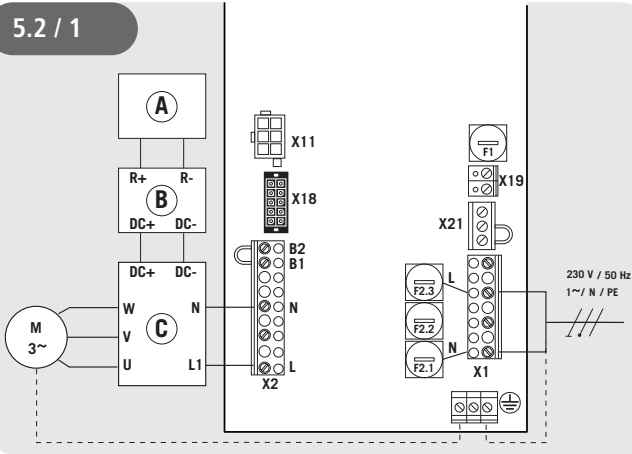 5.2 / 1
A
R+ R-
B
DC+ DC-
DC+ DC-
W
V
U
C
N
L1
M
3~
X11
X18
B2
B1
N
L
X2
F1
X19
X21
F2.3
L
F2.2
F2.1
N
X1
230 V / 50 Hz
1~/ N / PE